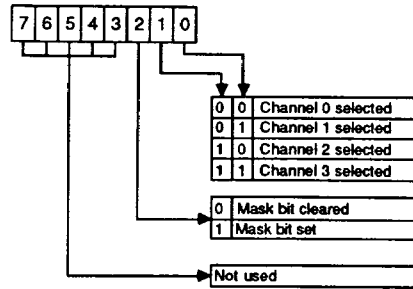 7 6 5 4 3 2 1 0
0 0 Channel 0 selected
0 1 Channel 1 selected
1 0 Channel 2 selected
1 1 Channel 3 selected
0 Mask bit cleared
1 Mask bit set
Not used